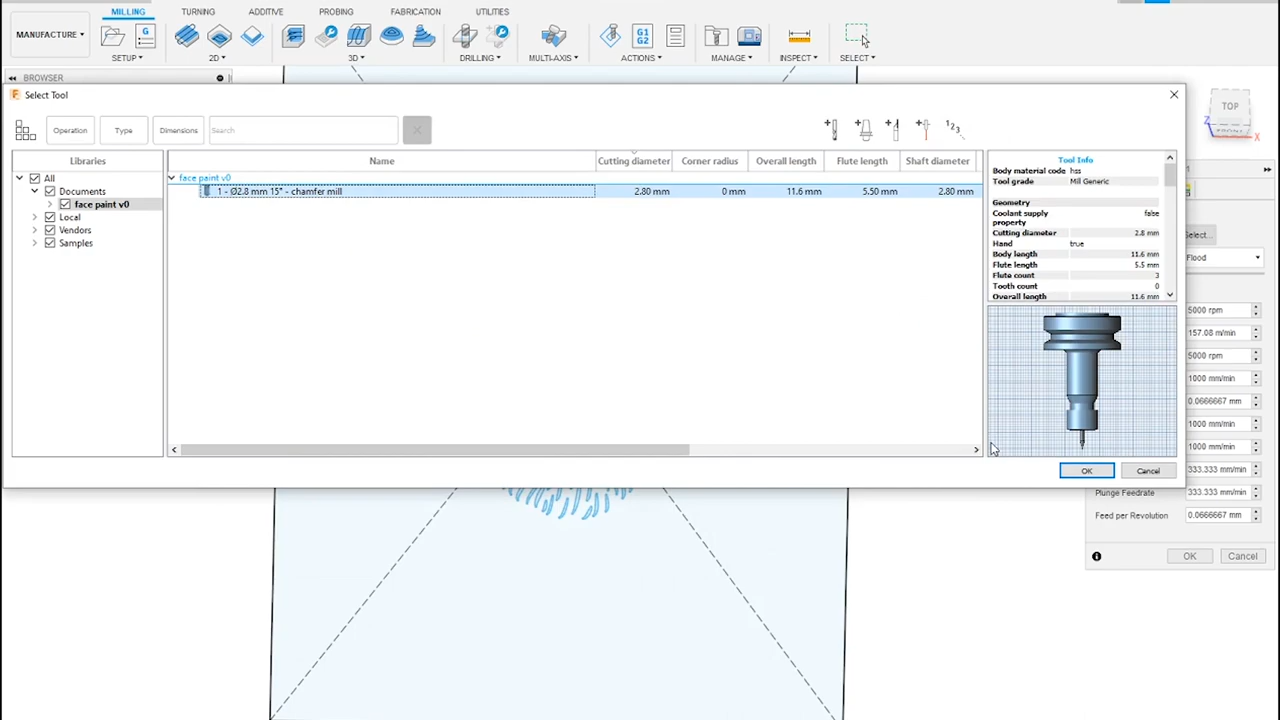 MILLING TURNING ADDITIVE PROBING FABRICATION UTILITIES
MANUFACTURE
G
G1
G2
SETUP 2D 3D DRILLING MULTI-AXIS ACTIONS MANAGE INSPECT SELECT
BROWSER
TOP
FRONT
Z
X
F Select Tool
Operation Type Dimensions Search
1 2 3
Libraries
All
Documents
face paint v0
Local
Vendors
Samples
Name Cutting diameter Corner radius Overall length Flute length Shaft diameter
face paint v0
1 - Ø2.8 mm 15° - chamfer mill 2.80 mm 0 mm 11.6 mm 5.50 mm 2.80 mm
Tool Info
Body material code hss
Tool grade Mill Generic
Geometry
Coolant supply property false
Cutting diameter 2.8 mm
Hand true
Body length 11.6 mm
Flute length 5.5 mm
Flute count 3
Tooth count 0
Overall length 11.6 mm
OK Cancel
Select...
Flood
5000 rpm
157.08 m/min
5000 rpm
1000 mm/min
0.0666667 mm
1000 mm/min
1000 mm/min
333.333 mm/min
Plunge Feedrate 333.333 mm/min
Feed per Revolution 0.0666667 mm
OK Cancel